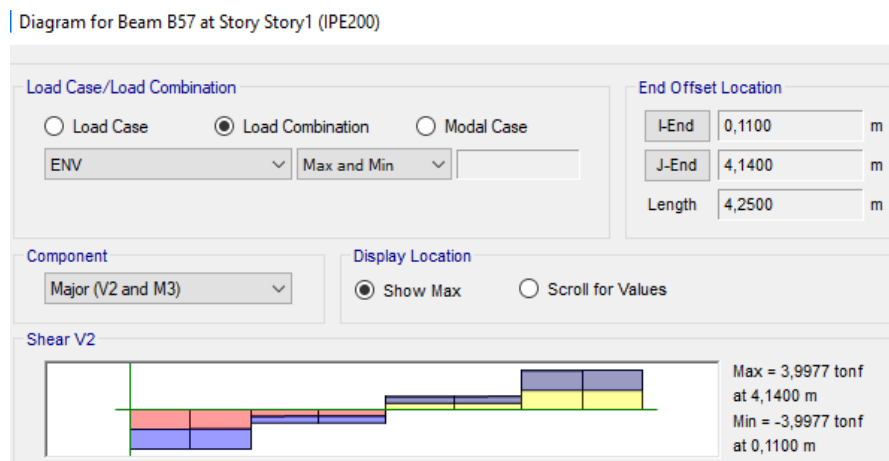 Diagram for Beam B57 at Story Story1 (IPE200)
Load Case/Load Combination
Load Case Load Combination Modal Case
ENV Max and Min
End Offset Location
I-End 0,1100 m
J-End 4,1400 m
Length 4,2500 m
Component
Major (V2 and M3)
Display Location
Show Max Scroll for Values
Shear V2
Max = 3,9977 tonf
at 4,1400 m
Min = -3,9977 tonf
at 0,1100 m